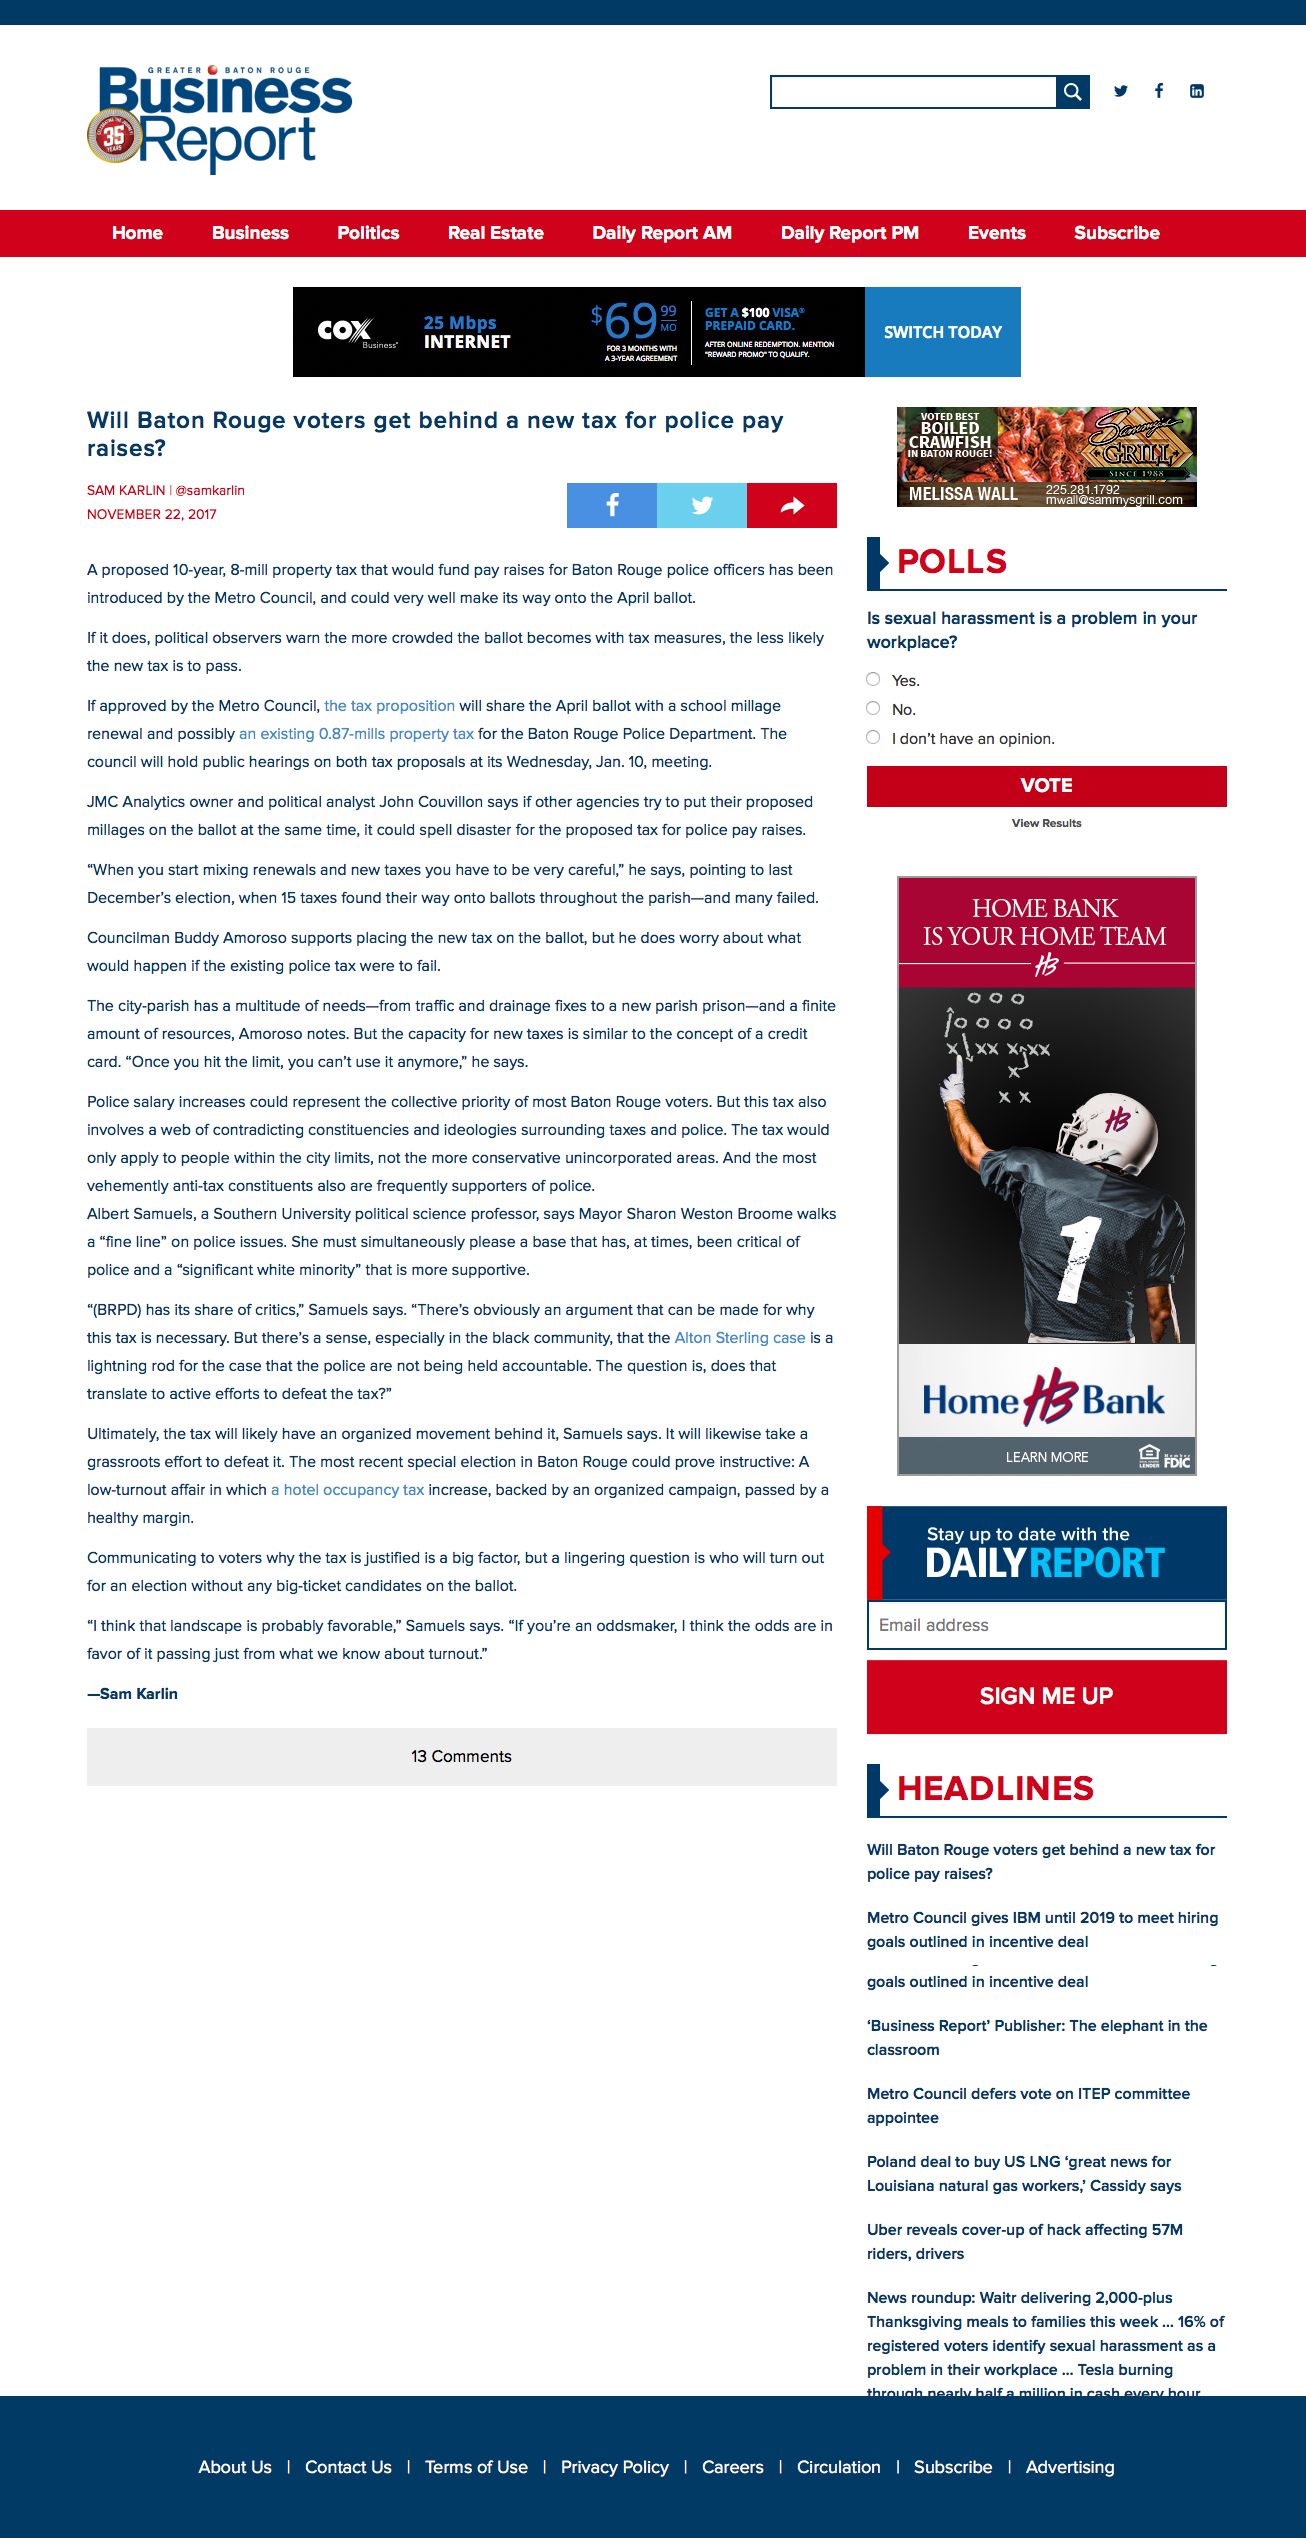 GREATER BATON ROUGE
Business
Report
CELEBRATING THE JOURNEY
35
YEARS
Home
Business
Politics
Real Estate
Daily Report AM
Daily Report PM
Events
Subscribe
COX
Business
25 Mbps
INTERNET
$69 99
MO
FOR 3 MONTHS WITH
A 3-YEAR AGREEMENT
GET A $100 VISA®
PREPAID CARD.
AFTER ONLINE REDEMPTION. MENTION
"REWARD PROMO" TO QUALIFY.
SWITCH TODAY
Will Baton Rouge voters get behind a new tax for police pay
raises?
SAM KARLIN | @samkarlin
NOVEMBER 22, 2017
A proposed 10-year, 8-mill property tax that would fund pay raises for Baton Rouge police officers has been
introduced by the Metro Council, and could very well make its way onto the April ballot.
If it does, political observers warn the more crowded the ballot becomes with tax measures, the less likely
the new tax is to pass.
If approved by the Metro Council, the tax proposition will share the April ballot with a school millage
renewal and possibly an existing 0.87-mills property tax for the Baton Rouge Police Department. The
council will hold public hearings on both tax proposals at its Wednesday, Jan. 10, meeting.
JMC Analytics owner and political analyst John Couvillon says if other agencies try to put their proposed
millages on the ballot at the same time, it could spell disaster for the proposed tax for police pay raises.
“When you start mixing renewals and new taxes you have to be very careful,” he says, pointing to last
December’s election, when 15 taxes found their way onto ballots throughout the parish—and many failed.
Councilman Buddy Amoroso supports placing the new tax on the ballot, but he does worry about what
would happen if the existing police tax were to fail.
The city-parish has a multitude of needs—from traffic and drainage fixes to a new parish prison—and a finite
amount of resources, Amoroso notes. But the capacity for new taxes is similar to the concept of a credit
card. “Once you hit the limit, you can’t use it anymore,” he says.
Police salary increases could represent the collective priority of most Baton Rouge voters. But this tax also
involves a web of contradicting constituencies and ideologies surrounding taxes and police. The tax would
only apply to people within the city limits, not the more conservative unincorporated areas. And the most
vehemently anti-tax constituents also are frequently supporters of police.
Albert Samuels, a Southern University political science professor, says Mayor Sharon Weston Broome walks
a “fine line” on police issues. She must simultaneously please a base that has, at times, been critical of
police and a “significant white minority” that is more supportive.
“(BRPD) has its share of critics,” Samuels says. “There’s obviously an argument that can be made for why
this tax is necessary. But there’s a sense, especially in the black community, that the Alton Sterling case is a
lightning rod for the case that the police are not being held accountable. The question is, does that
translate to active efforts to defeat the tax?”
Ultimately, the tax will likely have an organized movement behind it, Samuels says. It will likewise take a
grassroots effort to defeat it. The most recent special election in Baton Rouge could prove instructive: A
low-turnout affair in which a hotel occupancy tax increase, backed by an organized campaign, passed by a
healthy margin.
Communicating to voters why the tax is justified is a big factor, but a lingering question is who will turn out
for an election without any big-ticket candidates on the ballot.
“I think that landscape is probably favorable,” Samuels says. “If you’re an oddsmaker, I think the odds are in
favor of it passing just from what we know about turnout.”
—Sam Karlin
13 Comments
VOTED BEST
BOILED
CRAWFISH
IN BATON ROUGE!
Sammy's
GRILL
SINCE 1988
MELISSA WALL
225.281.1792
mwall@sammysgrill.com
POLLS
Is sexual harassment is a problem in your
workplace?
Yes.
No.
I don’t have an opinion.
VOTE
View Results
HOME BANK
IS YOUR HOME TEAM
HB
HB
1
Home HB Bank
LEARN MORE
LENDER
Member
FDIC
Stay up to date with the
DAILY REPORT
Email address
SIGN ME UP
HEADLINES
Will Baton Rouge voters get behind a new tax for
police pay raises?
Metro Council gives IBM until 2019 to meet hiring
goals outlined in incentive deal
goals outlined in incentive deal
‘Business Report’ Publisher: The elephant in the
classroom
Metro Council defers vote on ITEP committee
appointee
Poland deal to buy US LNG ‘great news for
Louisiana natural gas workers,’ Cassidy says
Uber reveals cover-up of hack affecting 57M
riders, drivers
News roundup: Waitr delivering 2,000-plus
Thanksgiving meals to families this week ... 16% of
registered voters identify sexual harassment as a
problem in their workplace ... Tesla burning
through nearly half a million in cash every hour
About Us | Contact Us | Terms of Use | Privacy Policy | Careers | Circulation | Subscribe | Advertising